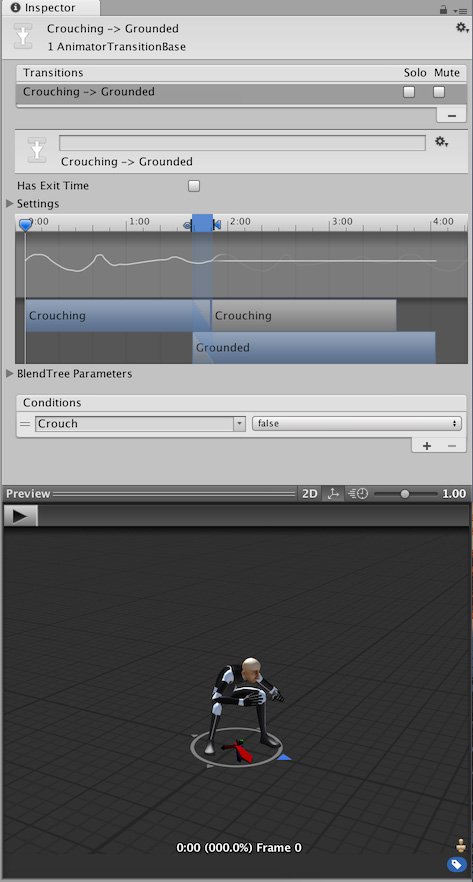 Inspector
Crouching -> Grounded
1 AnimatorTransitionBase
Transitions Solo Mute
Crouching -> Grounded
Crouching -> Grounded
Has Exit Time
Settings
0:00 1:00 2:00 3:00 4:00
Crouching Crouching
Grounded
BlendTree Parameters
Conditions
Crouch false
Preview 2D 1.00
0:00 (000.0%) Frame 0